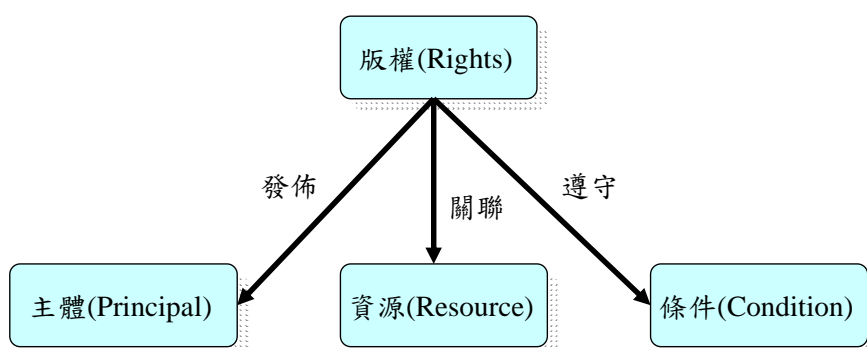 版權(Rights)
發佈
關聯
遵守
主體(Principal)
資源(Resource)
條件(Condition)